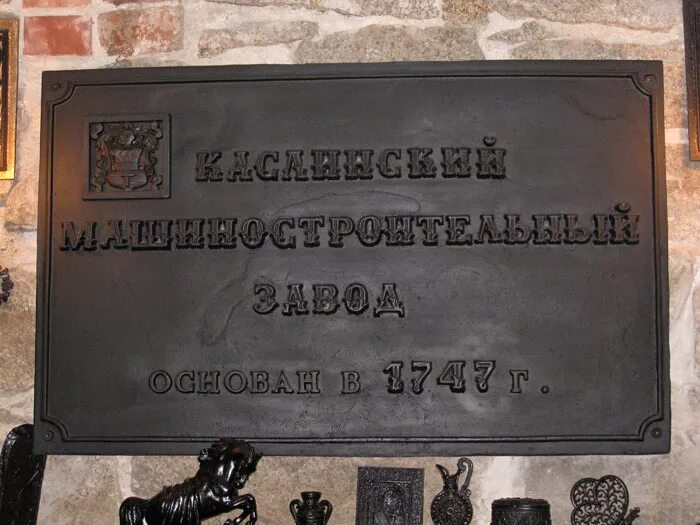 КАСЛИНСКИЙ
МАШИНОСТРОИТЕЛЬНЫЙ
ЗАВОД
ОСНОВАН В 1747 Г.